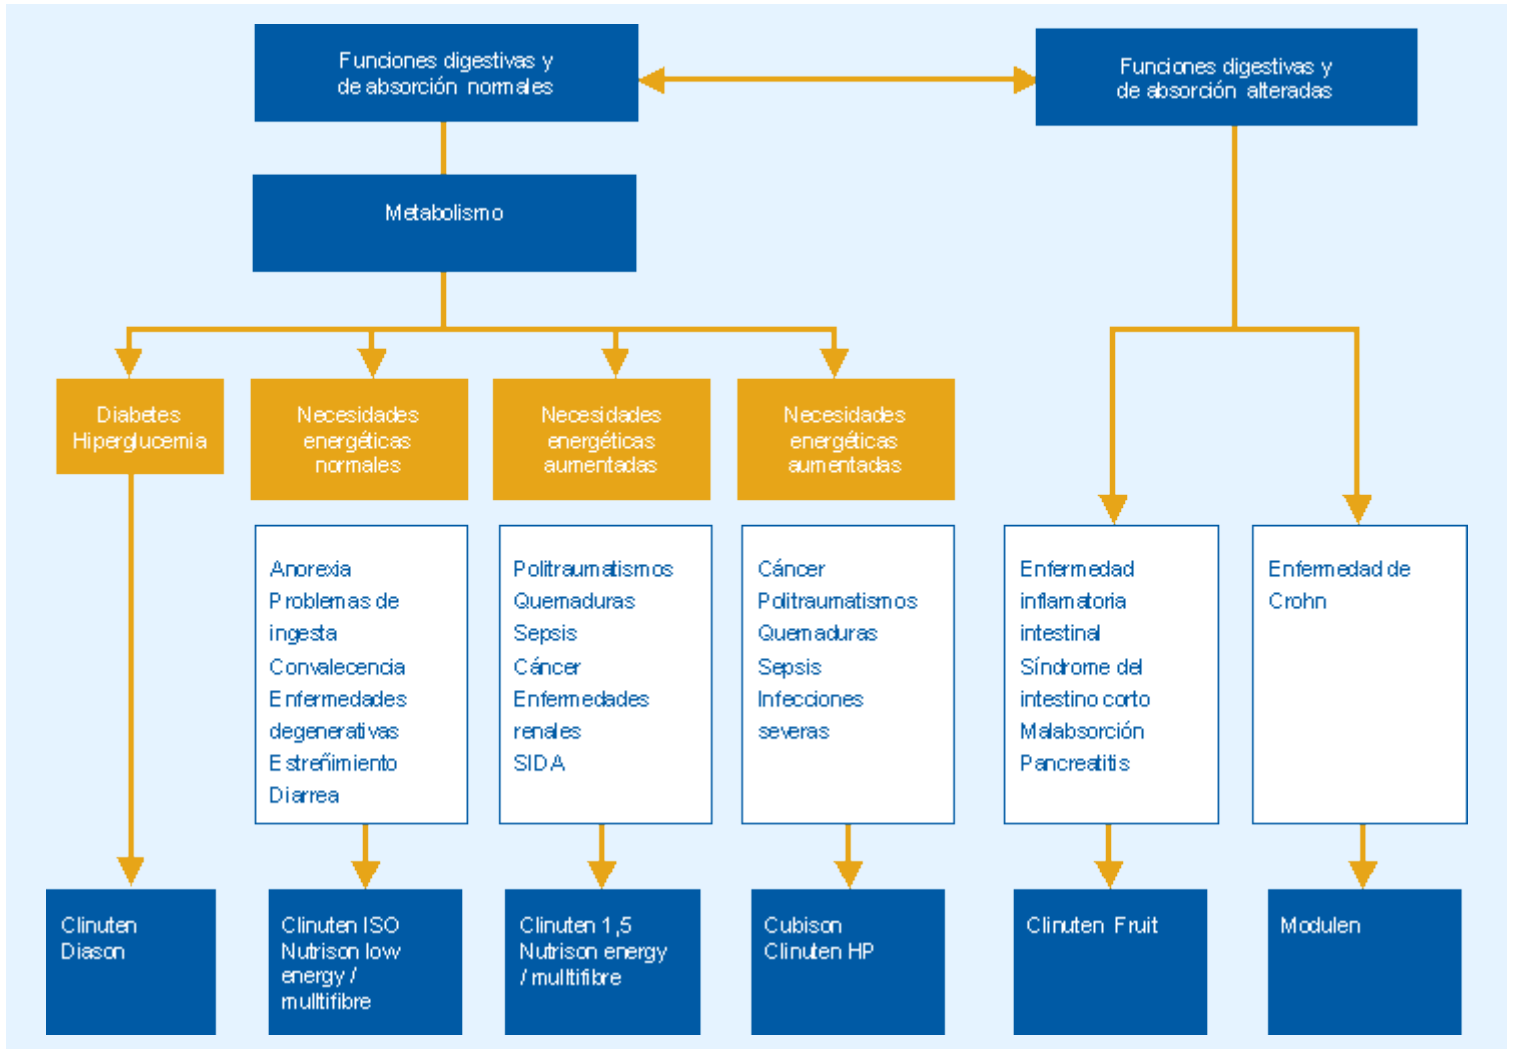 Funciones digestivas y
de absorción normales
Funciones digestivas y
de absorción alteradas
Metabolismo
Diabetes
Hiperglucemia
Necesidades
energéticas
normales
Necesidades
energéticas
aumentadas
Necesidades
energéticas
aumentadas
Anorexia
Problemas de
ingesta
Convalecencia
Enfermedades
degenerativas
Estreñimiento
Diarrea
Politraumatismos
Quemaduras
Sepsis
Cáncer
Enfermedades
renales
SIDA
Cáncer
Politraumatismos
Quemaduras
Sepsis
Infecciones
severas
Enfermedad
inflamatoria
intestinal
Síndrome del
intestino corto
Malabsorción
Pancreatitis
Enfermedad de
Crohn
Clinuten
Diason
Clinuten ISO
Nutrison low
energy /
mulltifibre
Clinuten 1,5
Nutrison energy
/ mulltifibre
Cubison
Clinuten HP
Clinuten Fruit
Modulen